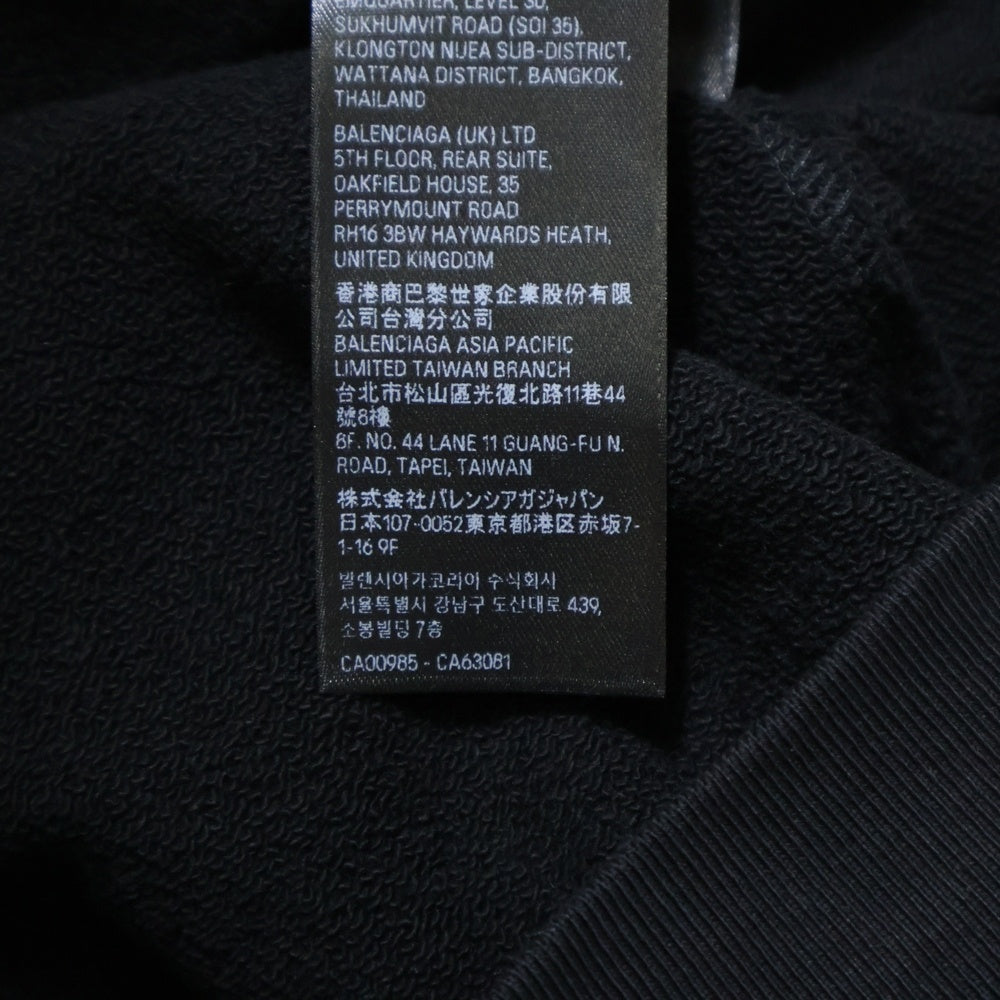 EMQUARTIER, LEVEL 30,
SUKHUMVIT ROAD (SOI 35),
KLONGTON NUEA SUB-DISTRICT,
WATTANA DISTRICT, BANGKOK,
THAILAND
BALENCIAGA (UK) LTD
5TH FLOOR, REAR SUITE,
OAKFIELD HOUSE, 35
PERRYMOUNT ROAD
RH16 3BW HAYWARDS HEATH,
UNITED KINGDOM
香港商巴黎世家企業股份有限
公司台灣分公司
BALENCIAGA ASIA PACIFIC
LIMITED TAIWAN BRANCH
台北市松山區光復北路11巷44
號8樓
8F. NO. 44 LANE 11 GUANG-FU N.
ROAD, TAPEI, TAIWAN
株式会社バレンシアガジャパン
日本107-0052東京都港区赤坂7-
1-16 9F
발렌시아가코리아 수식회사
서울특별시 강남구 도산대로 439,
소봉빌딩 7층
CA00985 - CA63081